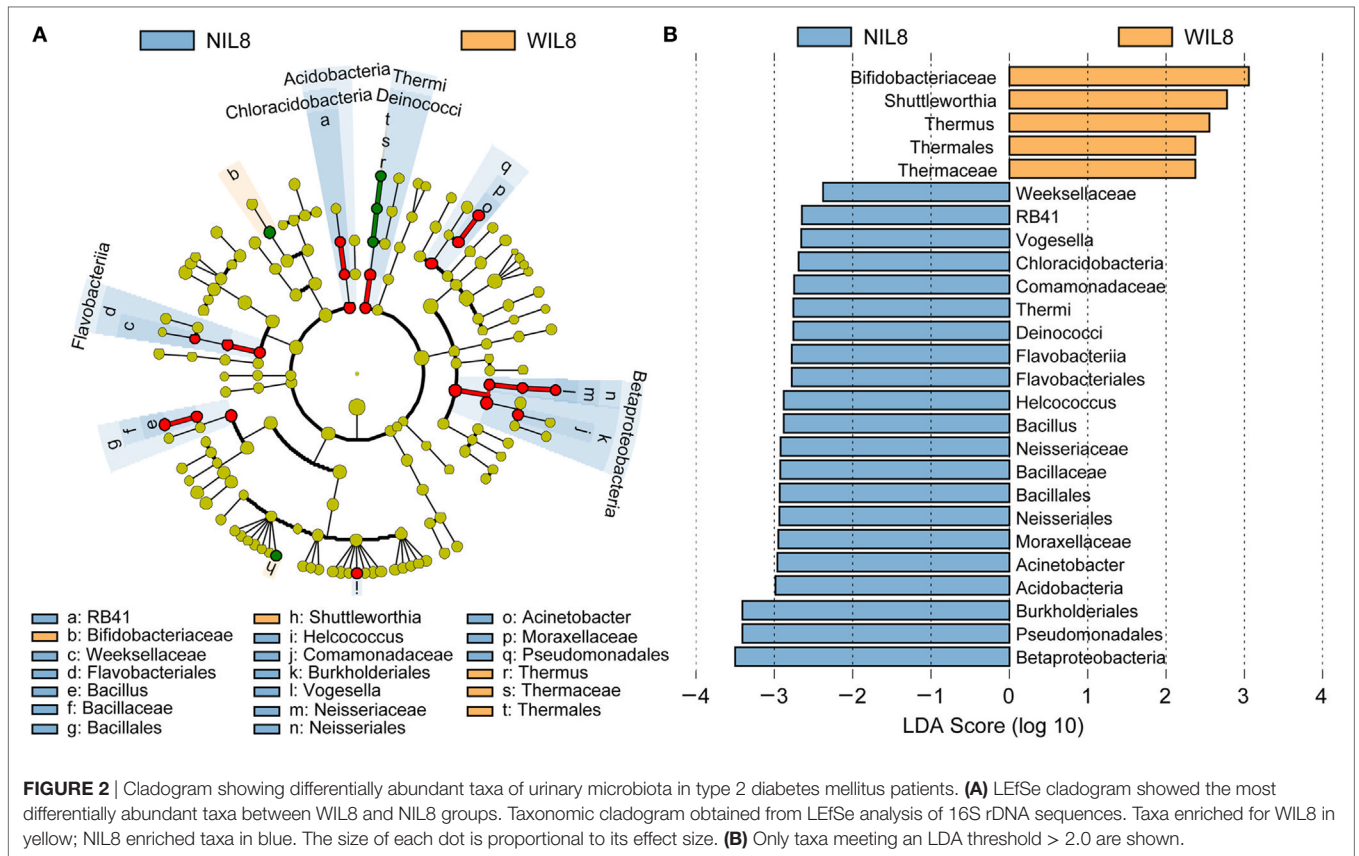 A
NIL8
WIL8
Acidobacteria
Thermi
Chloracidobacteria
Deinococci
a
t
s
r
b
q
p
o
Flavobacteriia
d
c
g
f
e
l
m
n
j
k
Betaproteobacteria
h
i
a: RB41
b: Bifidobacteriaceae
c: Weeksellaceae
d: Flavobacteriales
e: Bacillus
f: Bacillaceae
g: Bacillales
h: Shuttleworthia
i: Helcococcus
j: Comamonadaceae
k: Burkholderiales
l: Vogesella
m: Neisseriaceae
n: Neisseriales
o: Acinetobacter
p: Moraxellaceae
q: Pseudomonadales
r: Thermus
s: Thermaceae
t: Thermales
B
NIL8
WIL8
Bifidobacteriaceae
Shuttleworthia
Thermus
Thermales
Thermaceae
Weeksellaceae
RB41
Vogesella
Chloracidobacteria
Comamonadaceae
Thermi
Deinococci
Flavobacteriia
Flavobacteriales
Helcococcus
Bacillus
Neisseriaceae
Bacillaceae
Bacillales
Neisseriales
Moraxellaceae
Acinetobacter
Acidobacteria
Burkholderiales
Pseudomonadales
Betaproteobacteria
−4 −3 −2 −1 0 1 2 3 4
LDA Score (log 10)
FIGURE 2 | Cladogram showing differentially abundant taxa of urinary microbiota in type 2 diabetes mellitus patients. (A) LEfSe cladogram showed the most
differentially abundant taxa between WIL8 and NIL8 groups. Taxonomic cladogram obtained from LEfSe analysis of 16S rDNA sequences. Taxa enriched for WIL8 in
yellow; NIL8 enriched taxa in blue. The size of each dot is proportional to its effect size. (B) Only taxa meeting an LDA threshold > 2.0 are shown.